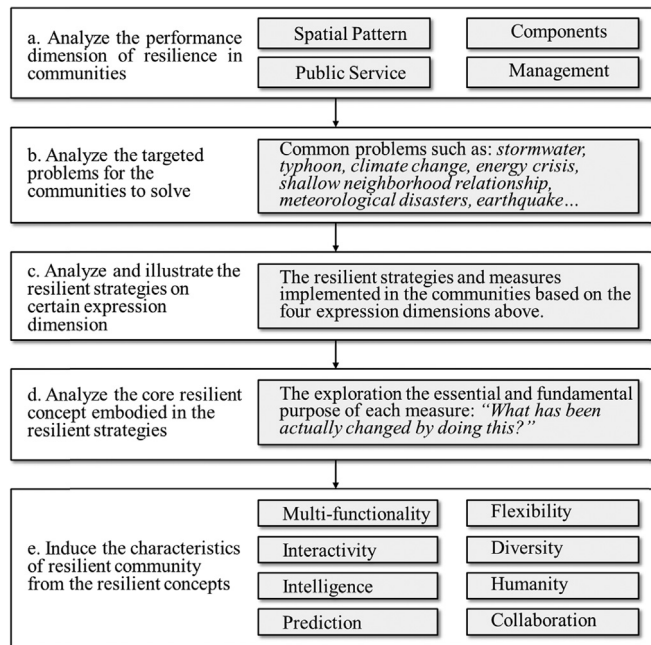 a. Analyze the performance
dimension of resilience in
communities
Spatial Pattern
Components
Public Service
Management
b. Analyze the targeted
problems for the
communities to solve
Common problems such as: stormwater,
typhoon, climate change, energy crisis,
shallow neighborhood relationship,
meteorological disasters, earthquake…
c. Analyze and illustrate the
resilient strategies on
certain expression
dimension
The resilient strategies and measures
implemented in the communities based on the
four expression dimensions above.
d. Analyze the core resilient
concept embodied in the
resilient strategies
The exploration the essential and fundamental
purpose of each measure: “What has been
actually changed by doing this?”
e. Induce the characteristics
of resilient community
from the resilient concepts
Multi-functionality
Flexibility
Interactivity
Diversity
Intelligence
Humanity
Prediction
Collaboration